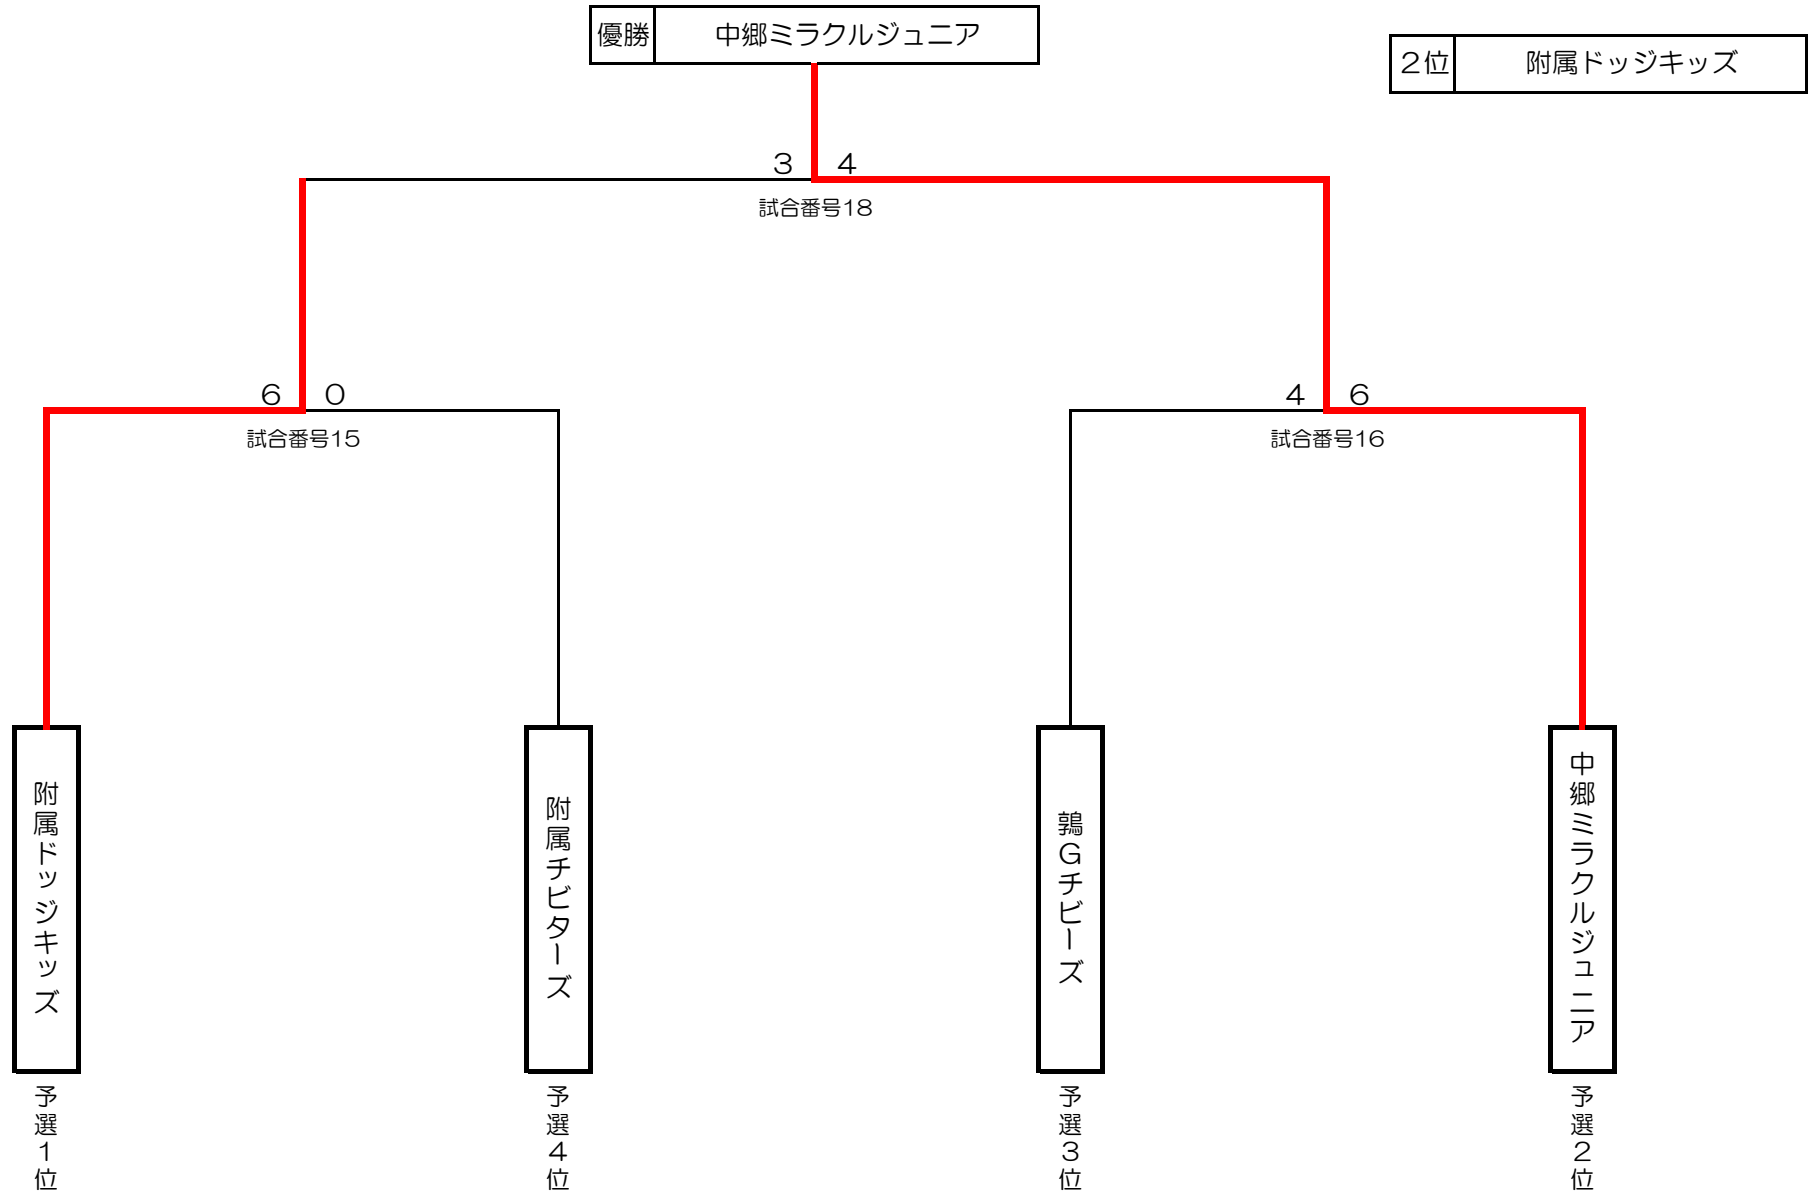 優勝 中郷ミラクルジュニア
２位 附属ドッジキッズ
３ ４
試合番号18
６ ０
４ ６
試合番号15
試合番号16
附属ドッジキッズ
附属チビターズ
鶉Ｇチビーズ
中郷ミラクルジュニア
予選１位
予選４位
予選３位
予選２位